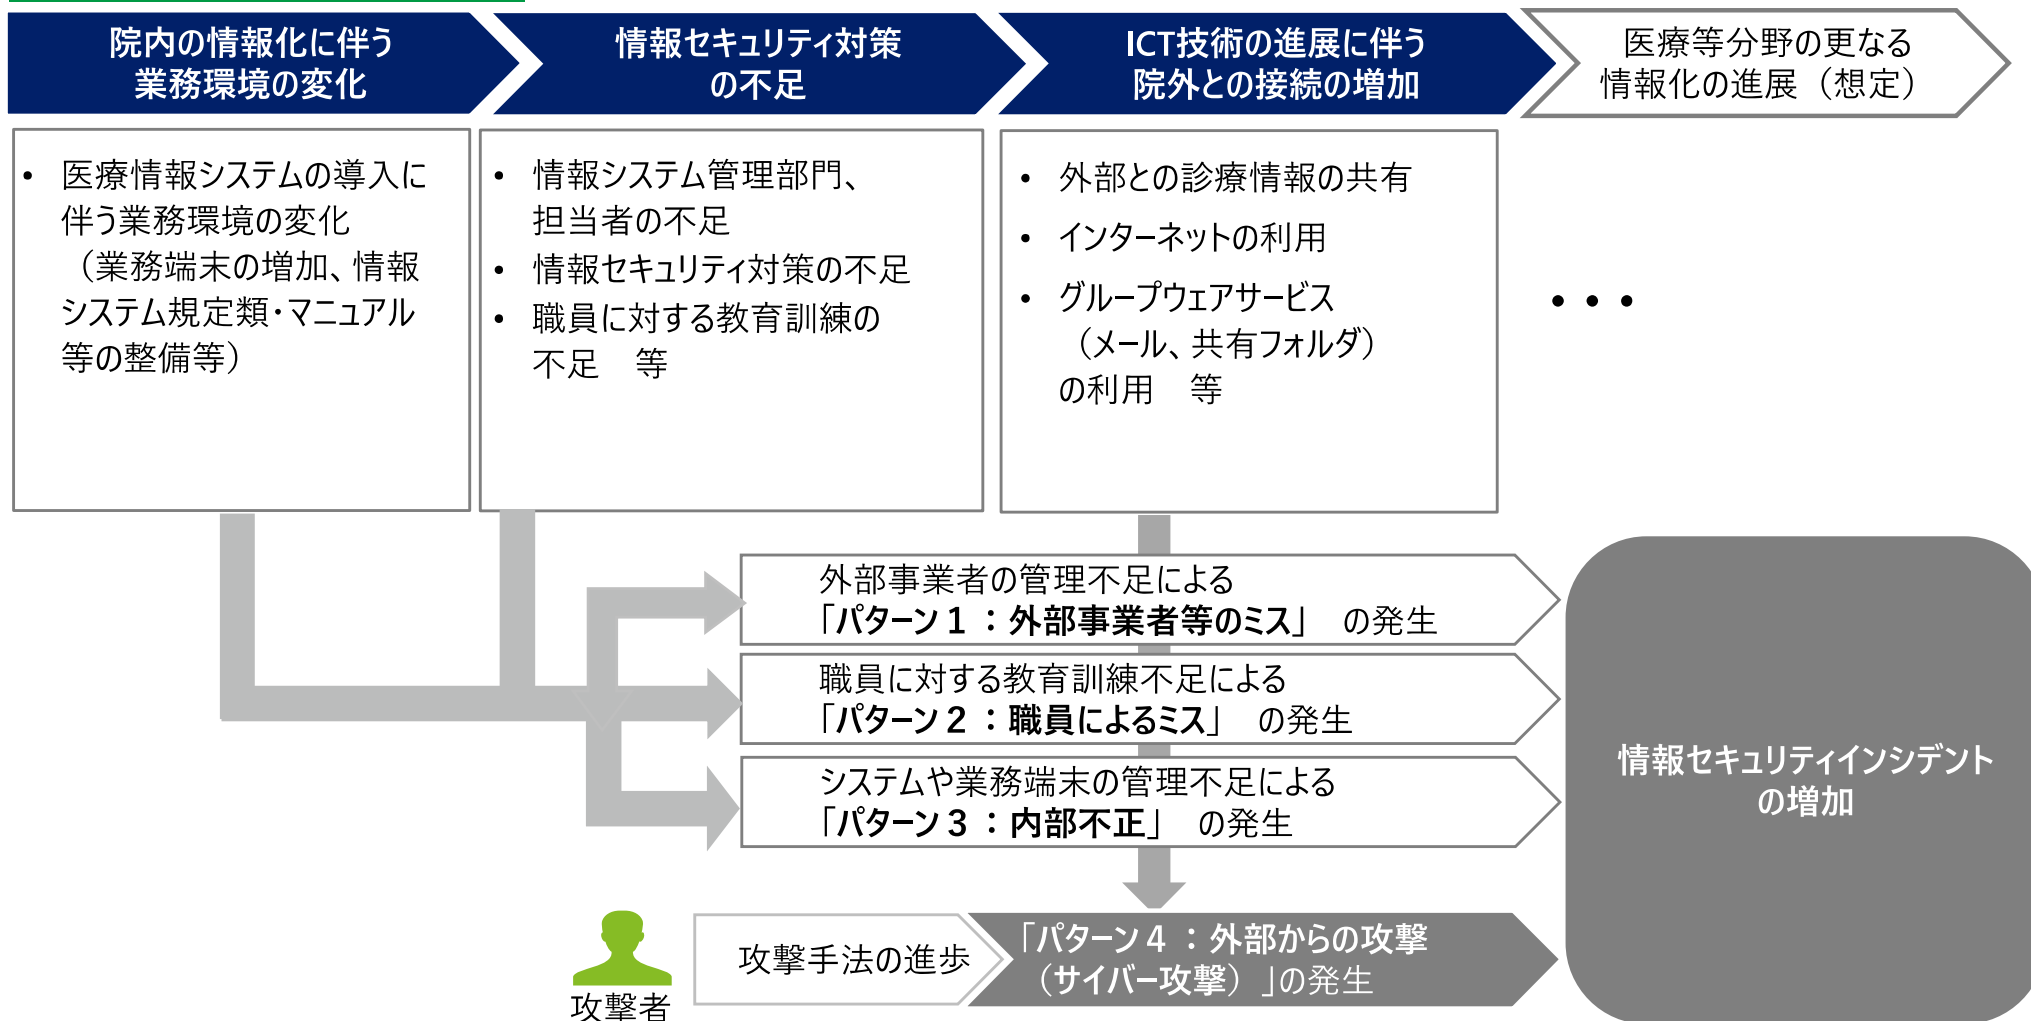 院内の情報化に伴う
業務環境の変化
情報セキュリティ対策
の不足
ICT技術の進展に伴う
院外との接続の増加
医療等分野の更なる
情報化の進展（想定）
• 医療情報システムの導入に
伴う業務環境の変化
（業務端末の増加、情報
システム規定類・マニュアル
等の整備等）
• 情報システム管理部門、
担当者の不足
• 情報セキュリティ対策の不足
• 職員に対する教育訓練の
不足　等
• 外部との診療情報の共有
• インターネットの利用
• グループウェアサービス
（メール、共有フォルダ）
の利用　等
• • •
外部事業者の管理不足による
「パターン１：外部事業者等のミス」　の発生
職員に対する教育訓練不足による
「パターン２：職員によるミス」　の発生
システムや業務端末の管理不足による
「パターン３：内部不正」　の発生
攻撃手法の進歩
「パターン４：外部からの攻撃
（サイバー攻撃）」の発生
攻撃者
情報セキュリティインシデント
の増加